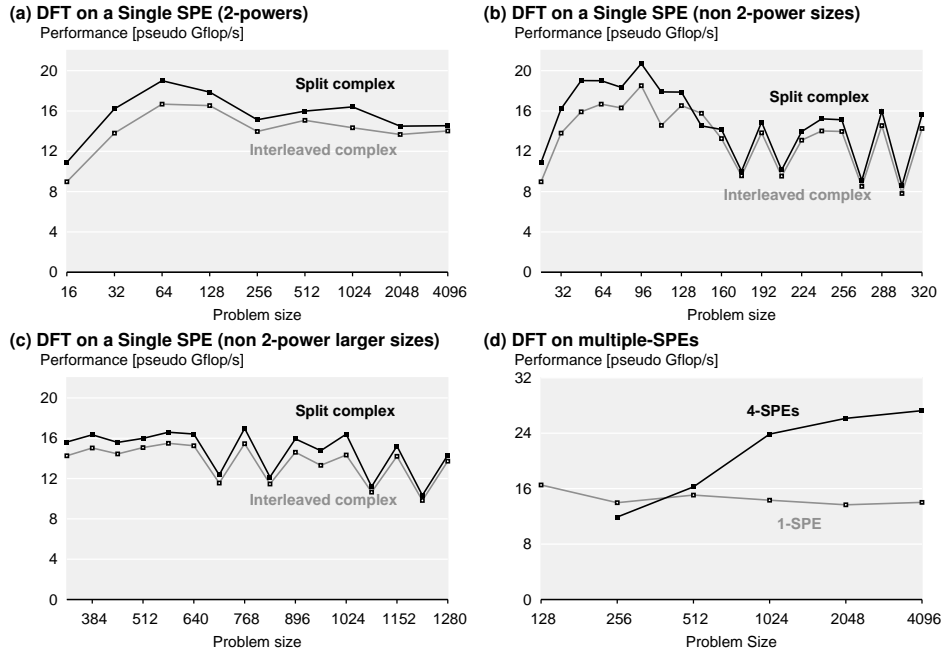 (a) DFT on a Single SPE (2-powers)
Performance [pseudo Gflop/s]
20
16
12
8
4
0
Split complex
Interleaved complex
16 32 64 128 256 512 1024 2048 4096
Problem size
(b) DFT on a Single SPE (non 2-power sizes)
Performance [pseudo Gflop/s]
20
16
12
8
4
0
Split complex
Interleaved complex
32 64 96 128 160 192 224 256 288 320
Problem size
(c) DFT on a Single SPE (non 2-power larger sizes)
Performance [pseudo Gflop/s]
20
16
12
8
4
0
Split complex
Interleaved complex
384 512 640 768 896 1024 1152 1280
Problem size
(d) DFT on multiple-SPEs
Performance [pseudo Gflop/s]
32
24
16
8
0
4-SPEs
1-SPE
128 256 512 1024 2048 4096
Problem Size